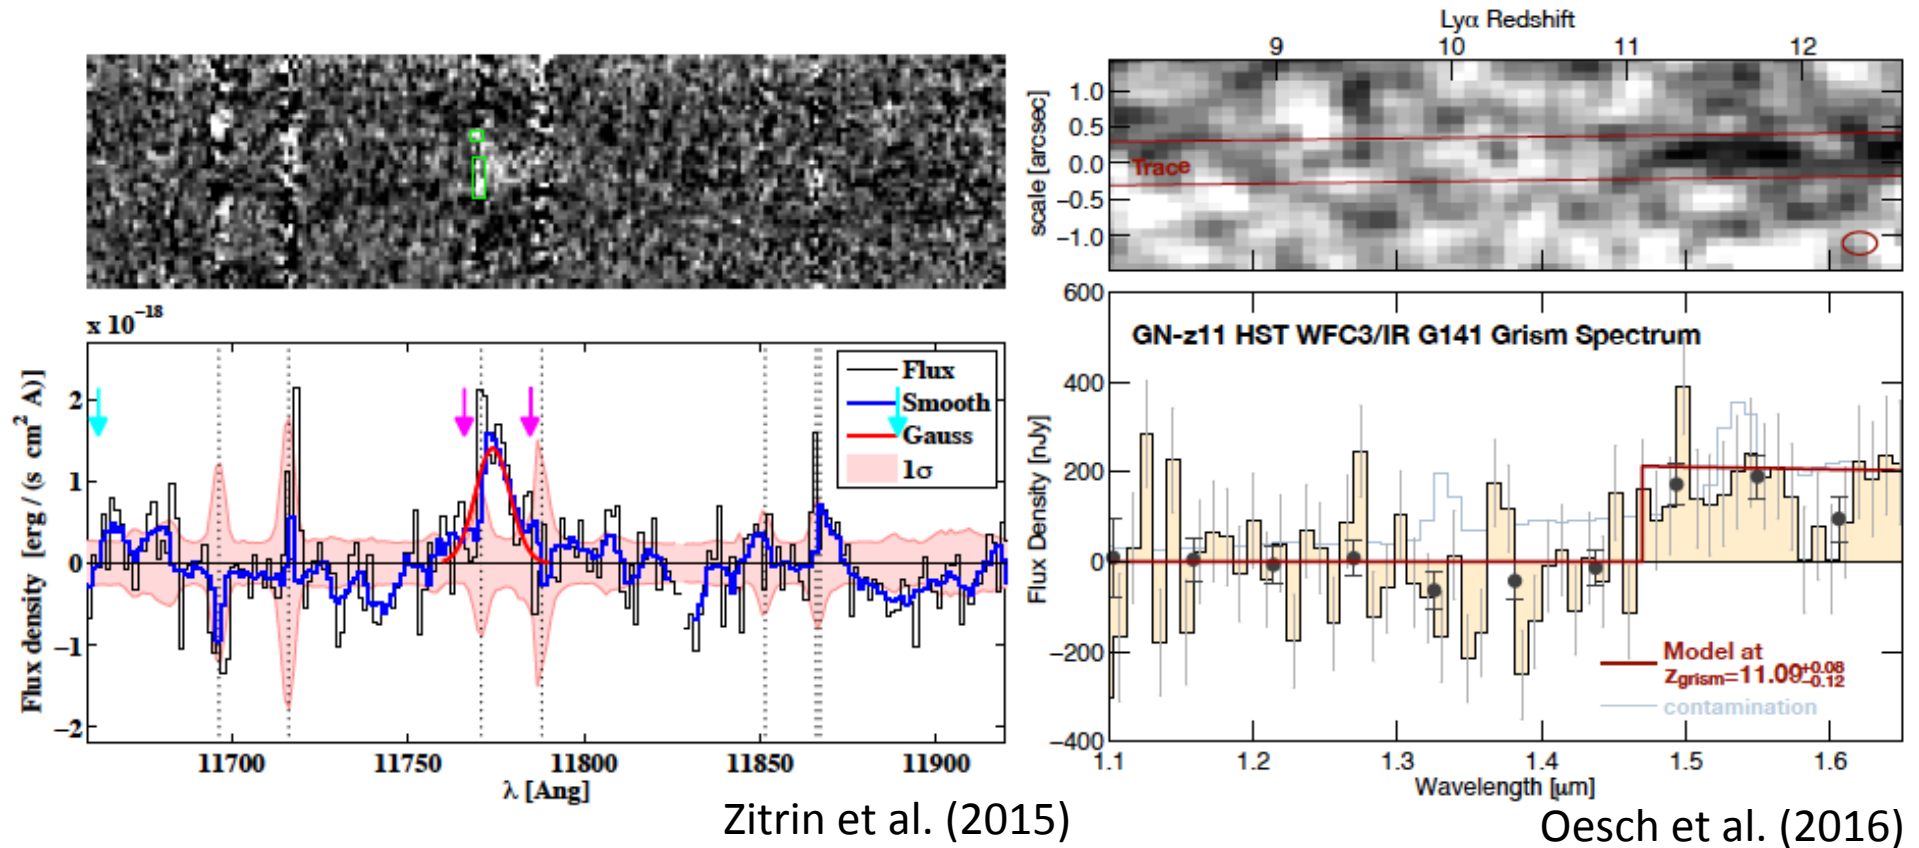 x 10⁻¹⁸
Flux density [erg / (s cm² A)]
2
1
0
−1
−2
Flux
Smooth
Gauss
1σ
11700 11750 11800 11850 11900
λ [Ang]
Zitrin et al. (2015)
Lyα Redshift
9 10 11 12
scale [arcsec]
1.0
0.5
0.0
−0.5
−1.0
Trace
Flux Density [nJy]
600
400
200
0
−200
−400
GN-z11 HST WFC3/IR G141 Grism Spectrum
Model at
zgrism=11.09+0.08−0.12
contamination
1.1 1.2 1.3 1.4 1.5 1.6
Wavelength [μm]
Oesch et al. (2016)